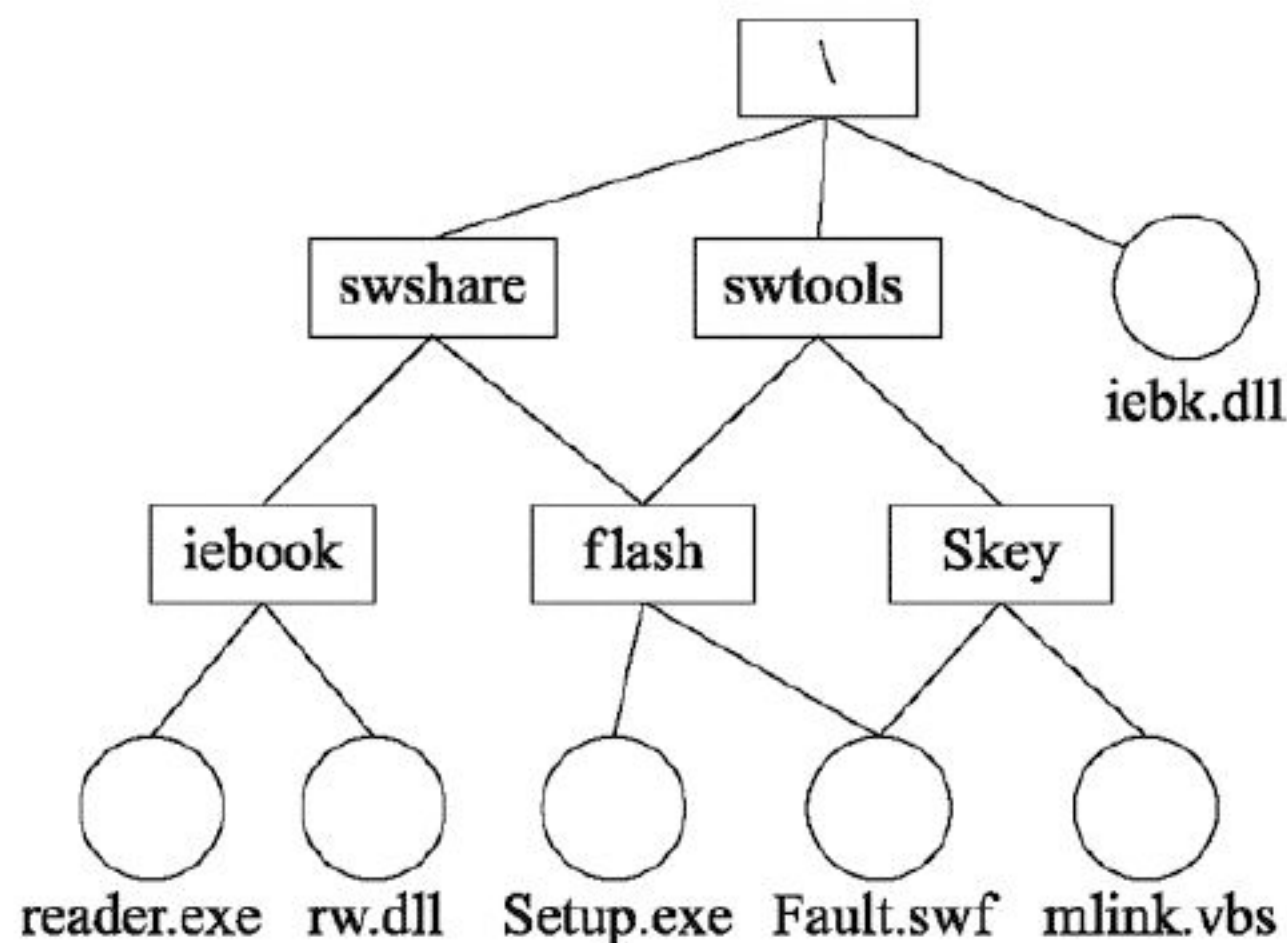 \
swshare
swtools
iebk.dll
iebook
flash
Skey
reader.exe
rw.dll
Setup.exe
Fault.swf
mlink.vbs